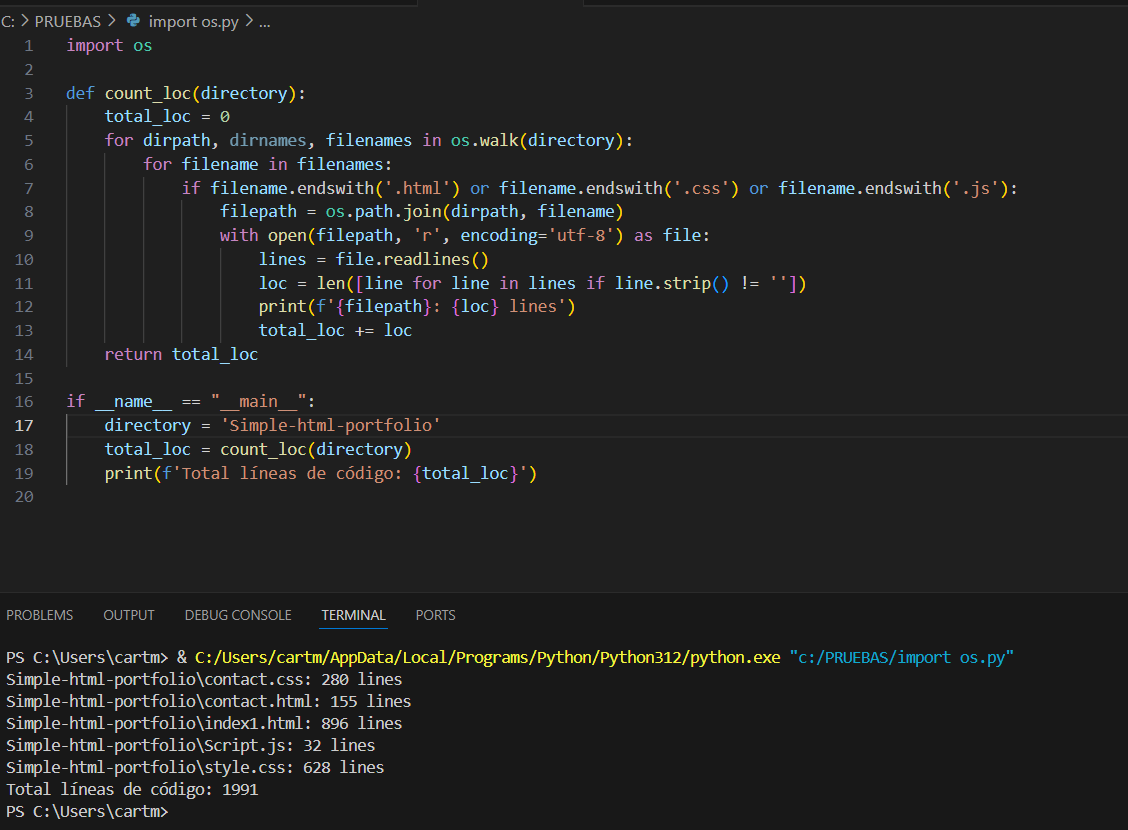 C: > PRUEBAS > import os.py > ...
1 import os
2
3 def count_loc(directory):
4     total_loc = 0
5     for dirpath, dirnames, filenames in os.walk(directory):
6         for filename in filenames:
7             if filename.endswith('.html') or filename.endswith('.css') or filename.endswith('.js'):
8                 filepath = os.path.join(dirpath, filename)
9                 with open(filepath, 'r', encoding='utf-8') as file:
10                     lines = file.readlines()
11                     loc = len([line for line in lines if line.strip() != ''])
12                     print(f'{filepath}: {loc} lines')
13                     total_loc += loc
14     return total_loc
15
16 if __name__ == "__main__":
17     directory = 'Simple-html-portfolio'
18     total_loc = count_loc(directory)
19     print(f'Total líneas de código: {total_loc}')
20
PROBLEMS OUTPUT DEBUG CONSOLE TERMINAL PORTS
PS C:\Users\cartm> & C:/Users/cartm/AppData/Local/Programs/Python/Python312/python.exe "c:/PRUEBAS/import os.py"
Simple-html-portfolio\contact.css: 280 lines
Simple-html-portfolio\contact.html: 155 lines
Simple-html-portfolio\index1.html: 896 lines
Simple-html-portfolio\Script.js: 32 lines
Simple-html-portfolio\style.css: 628 lines
Total líneas de código: 1991
PS C:\Users\cartm>